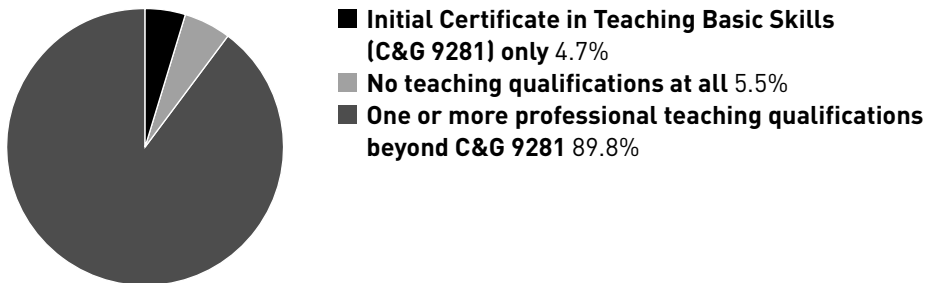 Initial Certificate in Teaching Basic Skills
(C&G 9281) only 4.7%
No teaching qualifications at all 5.5%
One or more professional teaching qualifications
beyond C&G 9281 89.8%